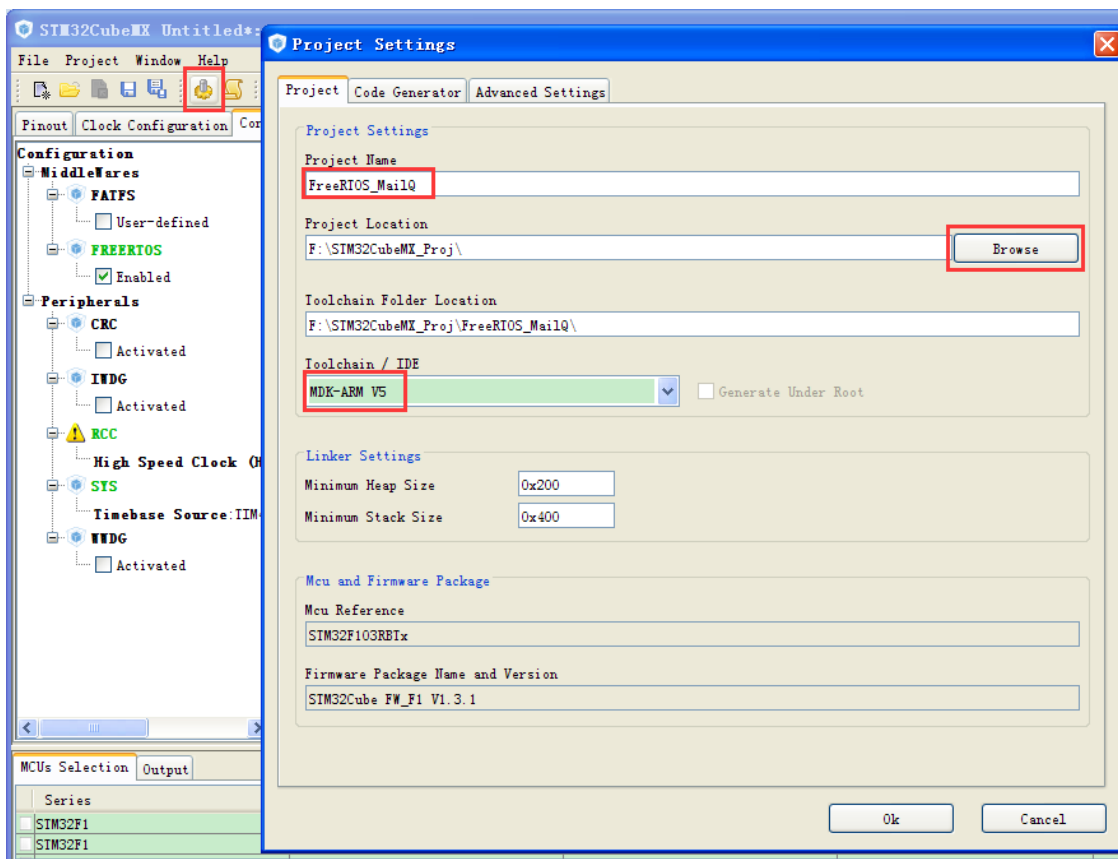 STM32CubeMX Untitled*:
File Project Window Help
Pinout Clock Configuration Con
Configuration
MiddleWares
FATFS
User-defined
FREERTOS
Enabled
Peripherals
CRC
Activated
IWDG
Activated
RCC
High Speed Clock (H
SYS
Timebase Source:TIM
WWDG
Activated
MCUs Selection Output
Series
STM32F1
STM32F1
Project Settings
Project Code Generator Advanced Settings
Project Settings
Project Name
FreeRIOS_MailQ
Project Location
F:\STM32CubeMX_Proj\
Browse
Toolchain Folder Location
F:\STM32CubeMX_Proj\FreeRIOS_MailQ\
Toolchain / IDE
MDK-ARM V5
Generate Under Root
Linker Settings
Minimum Heap Size
0x200
Minimum Stack Size
0x400
Mcu and Firmware Package
Mcu Reference
STM32F103RBTx
Firmware Package Name and Version
STM32Cube FW_F1 V1.3.1
Ok
Cancel